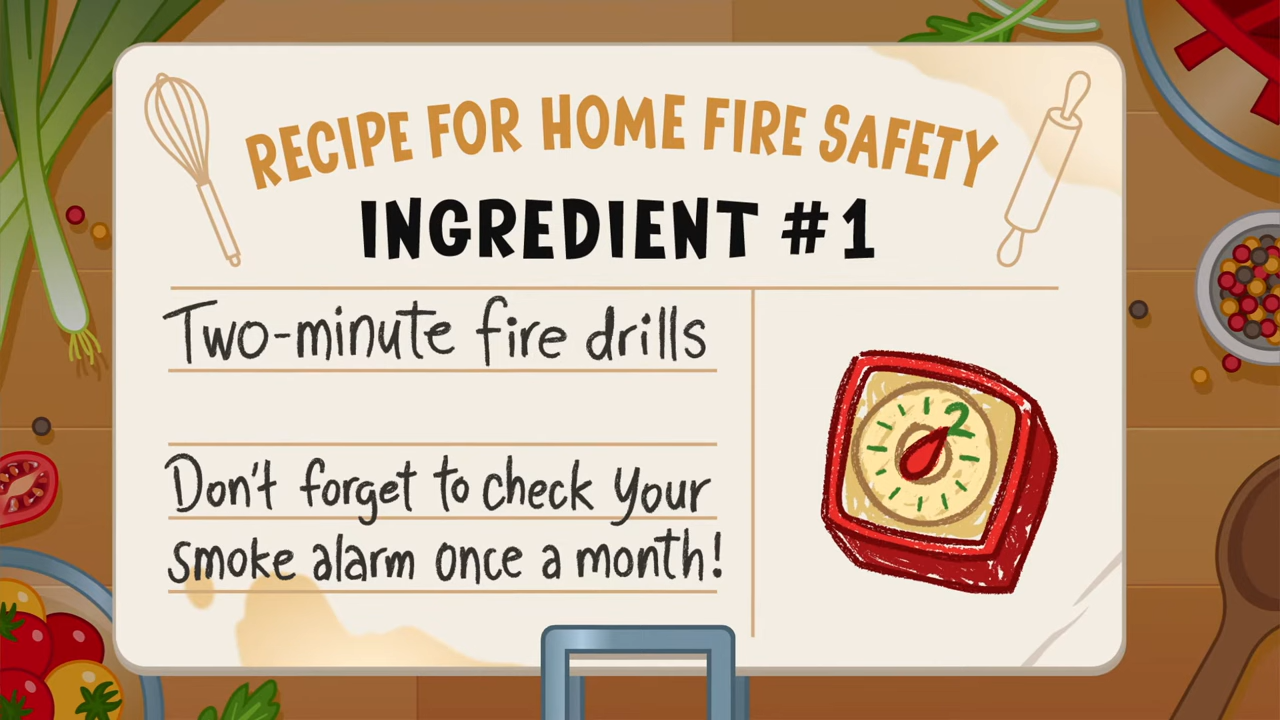 RECIPE FOR HOME FIRE SAFETY
INGREDIENT #1
Two-minute fire drills
Don't forget to check your
smoke alarm once a month!
2